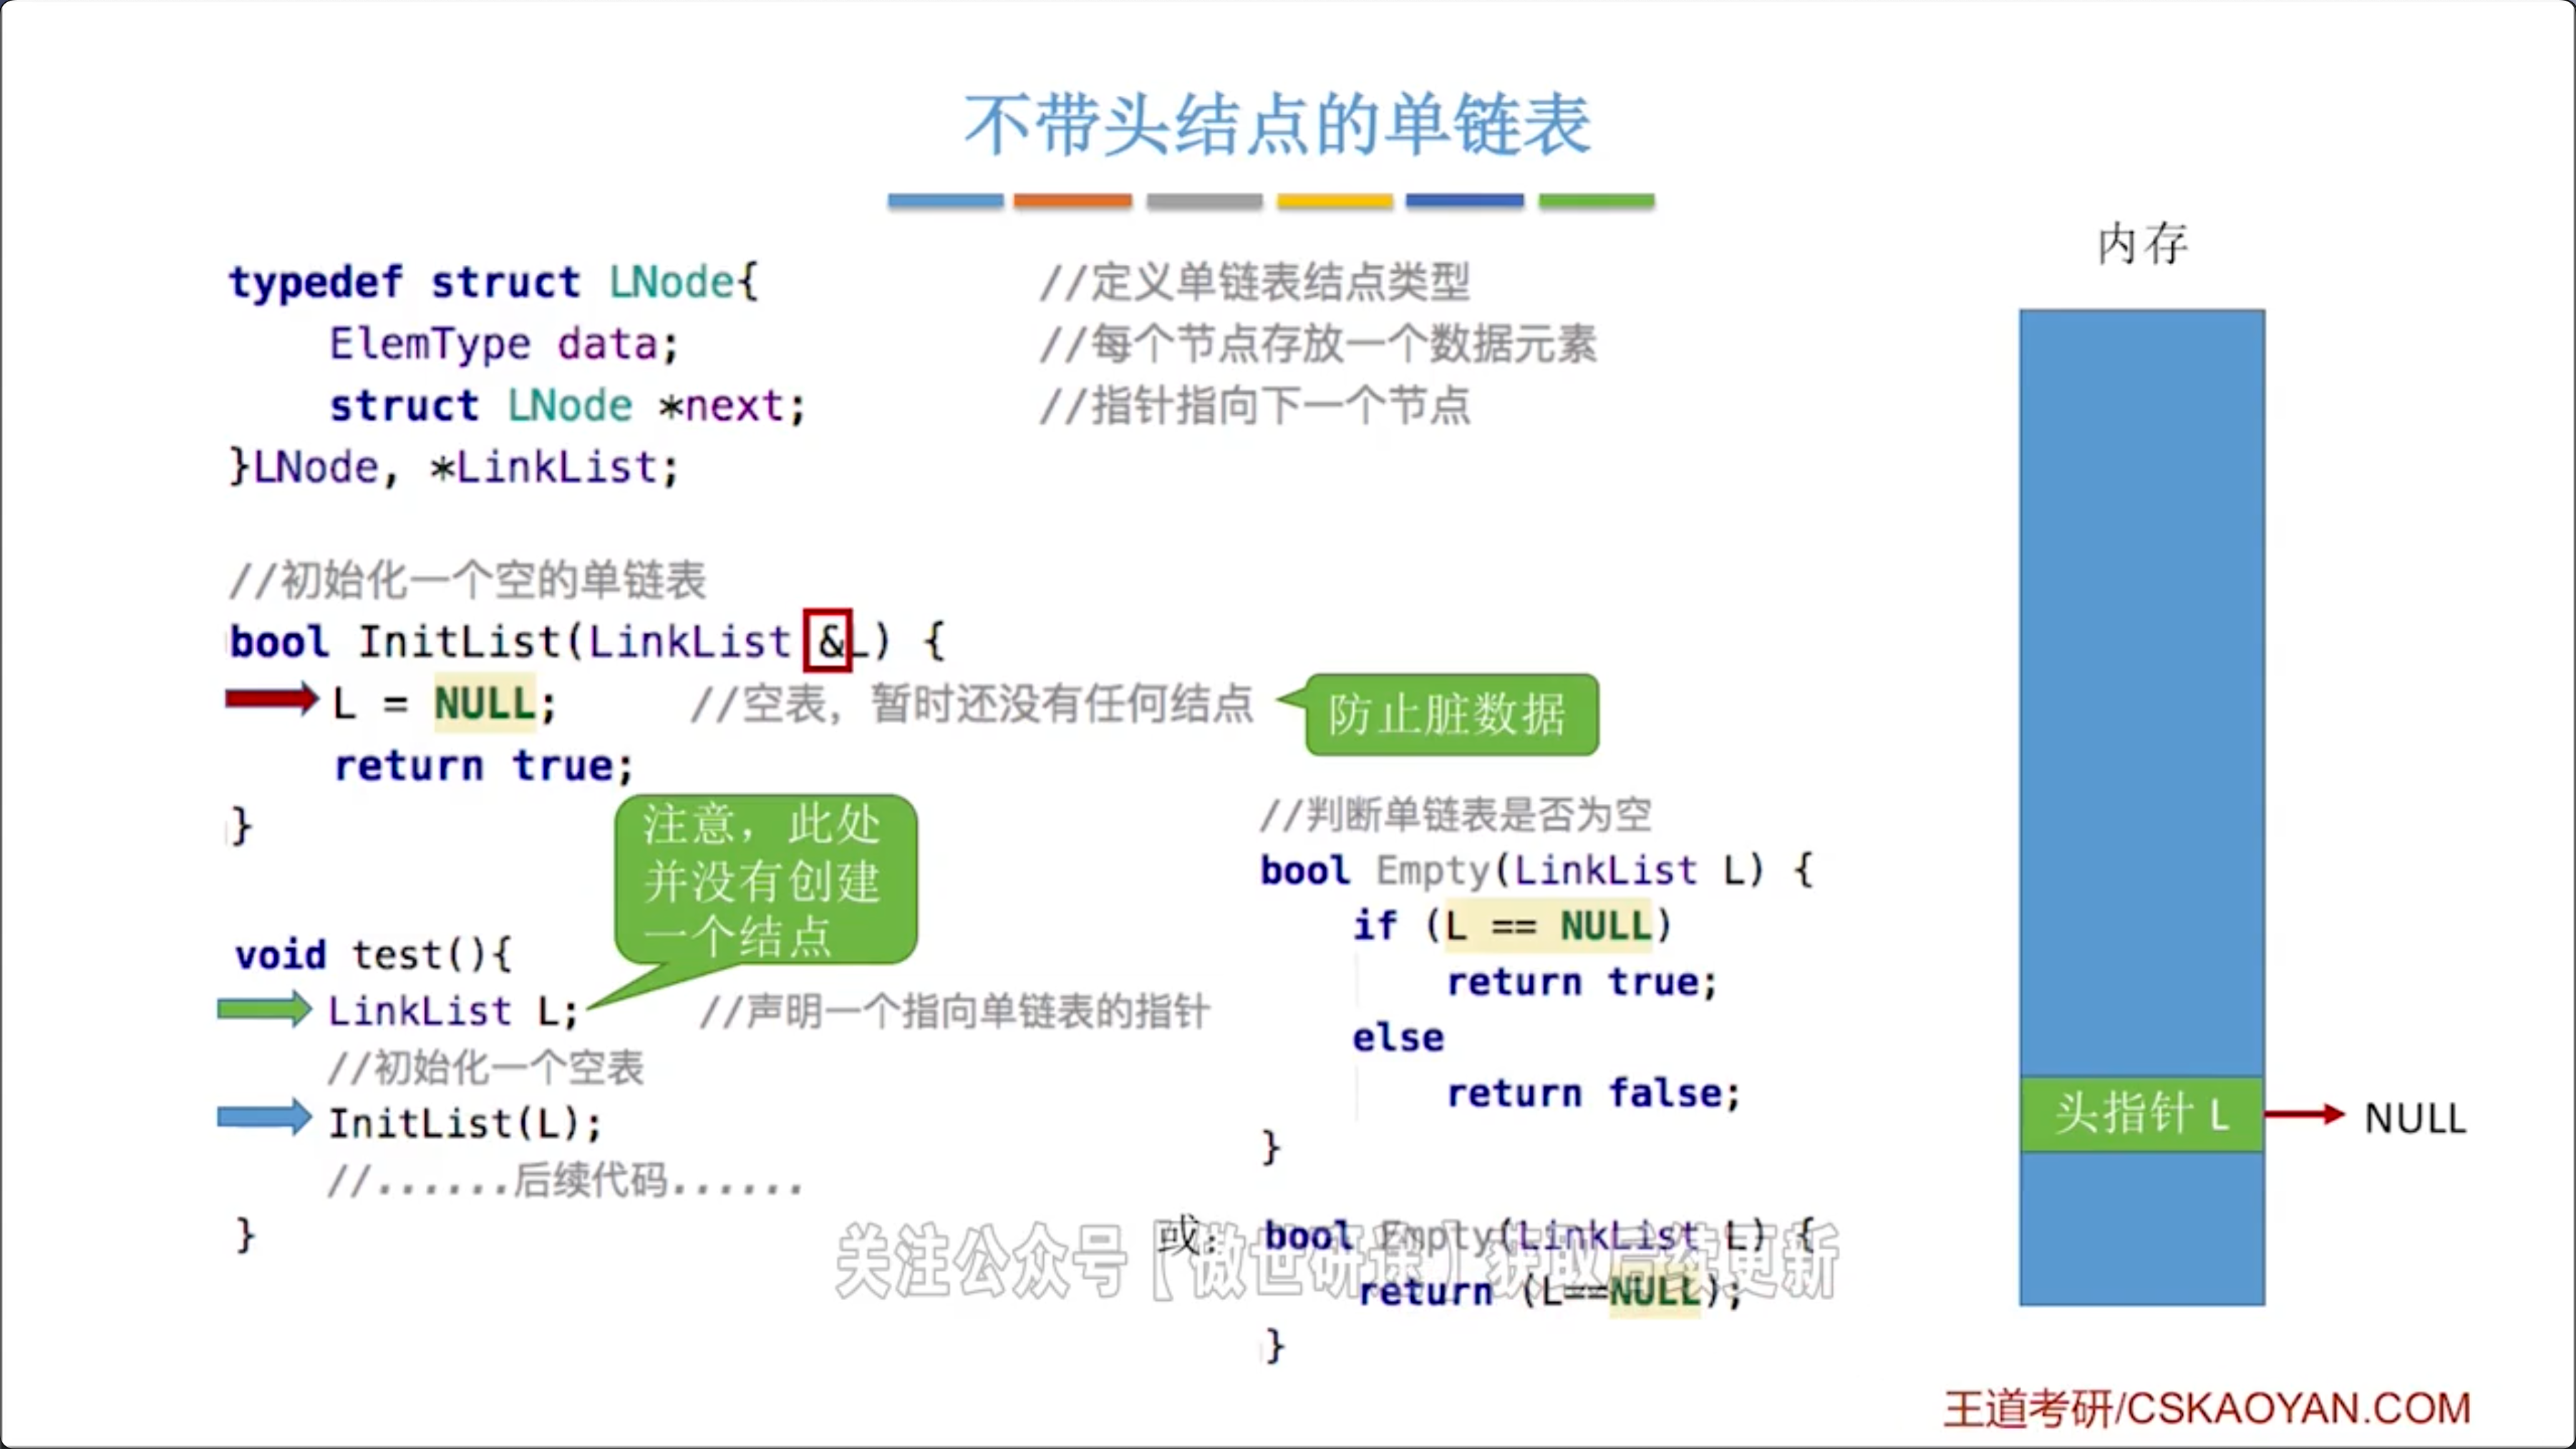 不带头结点的单链表
typedef struct LNode{ //定义单链表结点类型
ElemType data; //每个节点存放一个数据元素
struct LNode *next; //指针指向下一个节点
}LNode, *LinkList;
//初始化一个空的单链表
bool InitList(LinkList &L) {
L = NULL; //空表，暂时还没有任何结点
防止脏数据
return true;
}
注意，此处
并没有创建
一个结点
void test(){
LinkList L; //声明一个指向单链表的指针
//初始化一个空表
InitList(L);
//......后续代码......
}
//判断单链表是否为空
bool Empty(LinkList L) {
if (L == NULL)
return true;
else
return false;
}
或：
bool Empty(LinkList L) {
return (L==NULL);
}
内存
头指针 L
NULL
关注公众号【傲世研途】获取后续更新
王道考研/CSKAOYAN.COM